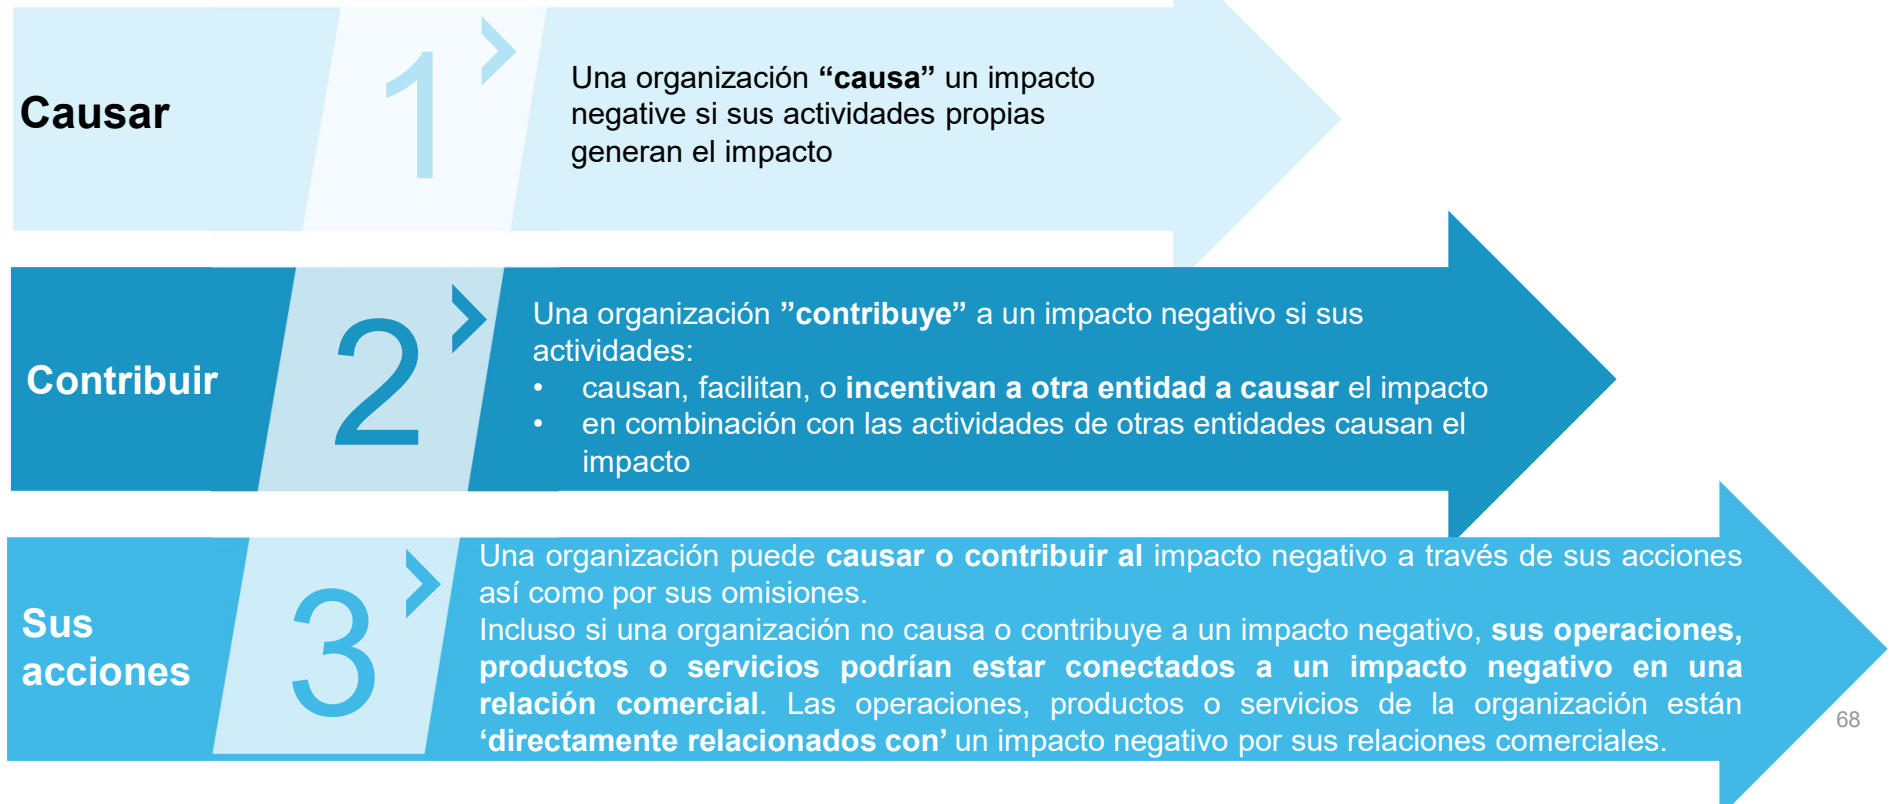 Causar
1
Una organización “causa” un impacto
negative si sus actividades propias
generan el impacto
Contribuir
2
Una organización ”contribuye” a un impacto negativo si sus
actividades:
• causan, facilitan, o incentivan a otra entidad a causar el impacto
• en combinación con las actividades de otras entidades causan el
impacto
Sus
acciones
3
Una organización puede causar o contribuir al impacto negativo a través de sus acciones
así como por sus omisiones.
Incluso si una organización no causa o contribuye a un impacto negativo, sus operaciones,
productos o servicios podrían estar conectados a un impacto negativo en una
relación comercial. Las operaciones, productos o servicios de la organización están
‘directamente relacionados con’ un impacto negativo por sus relaciones comerciales.
68